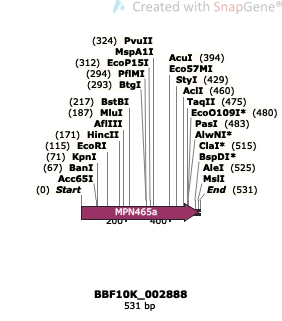 Created with SnapGene®
(324) PvuII
MspA1I
(312) EcoP15I
(294) PflMI
(293) BtgI
(217) BstBI
(187) MluI
AflIII
(171) HincII
(115) EcoRI
(71) KpnI
(67) BanI
Acc65I
(0) Start
AcuI (394)
Eco57MI
StyI (429)
AclI (460)
TaqII (475)
EcoO109I* (480)
PasI (483)
AlwNI*
ClaI* (515)
BspDI*
AleI (525)
MslI
End (531)
MPN465a
200 400
BBF10K_002888
531 bp